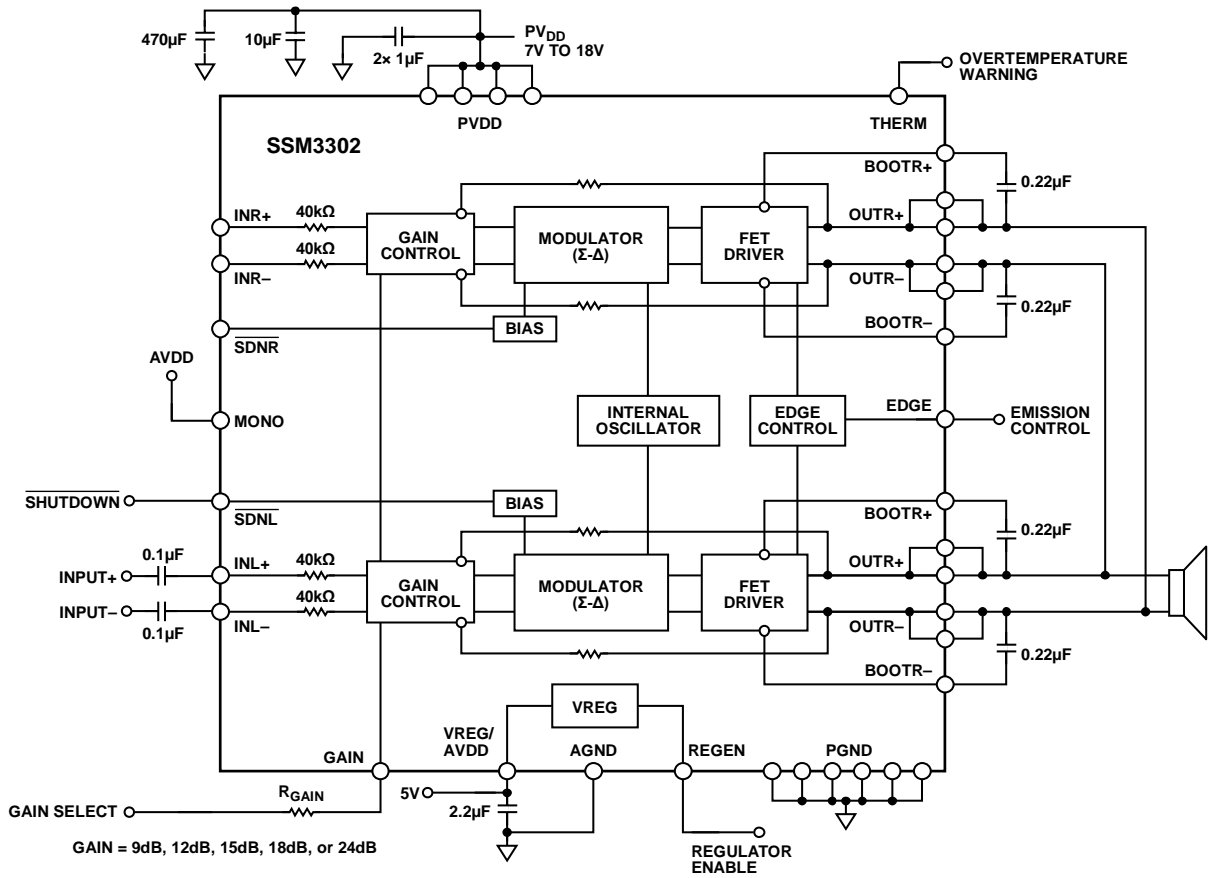 470µF
10µF
2× 1µF
PVDD
7V TO 18V
OVERTEMPERATURE
WARNING
PVDD
THERM
SSM3302
BOOTR+
0.22µF
INR+
40kΩ
GAIN
CONTROL
MODULATOR
(Σ-Δ)
FET
DRIVER
OUTR+
40kΩ
INR–
OUTR–
0.22µF
BIAS
BOOTR–
SDNR
AVDD
MONO
INTERNAL
OSCILLATOR
EDGE
CONTROL
EDGE
EMISSION
CONTROL
SHUTDOWN
SDNL
BIAS
BOOTR+
0.22µF
0.1µF
INPUT+
INL+
40kΩ
GAIN
CONTROL
MODULATOR
(Σ-Δ)
FET
DRIVER
OUTR+
INPUT–
40kΩ
0.1µF
INL–
OUTR–
0.22µF
BOOTR–
VREG
GAIN
VREG/
AVDD
AGND
REGEN
PGND
GAIN SELECT
RGAIN
5V
2.2µF
GAIN = 9dB, 12dB, 15dB, 18dB, or 24dB
REGULATOR
ENABLE